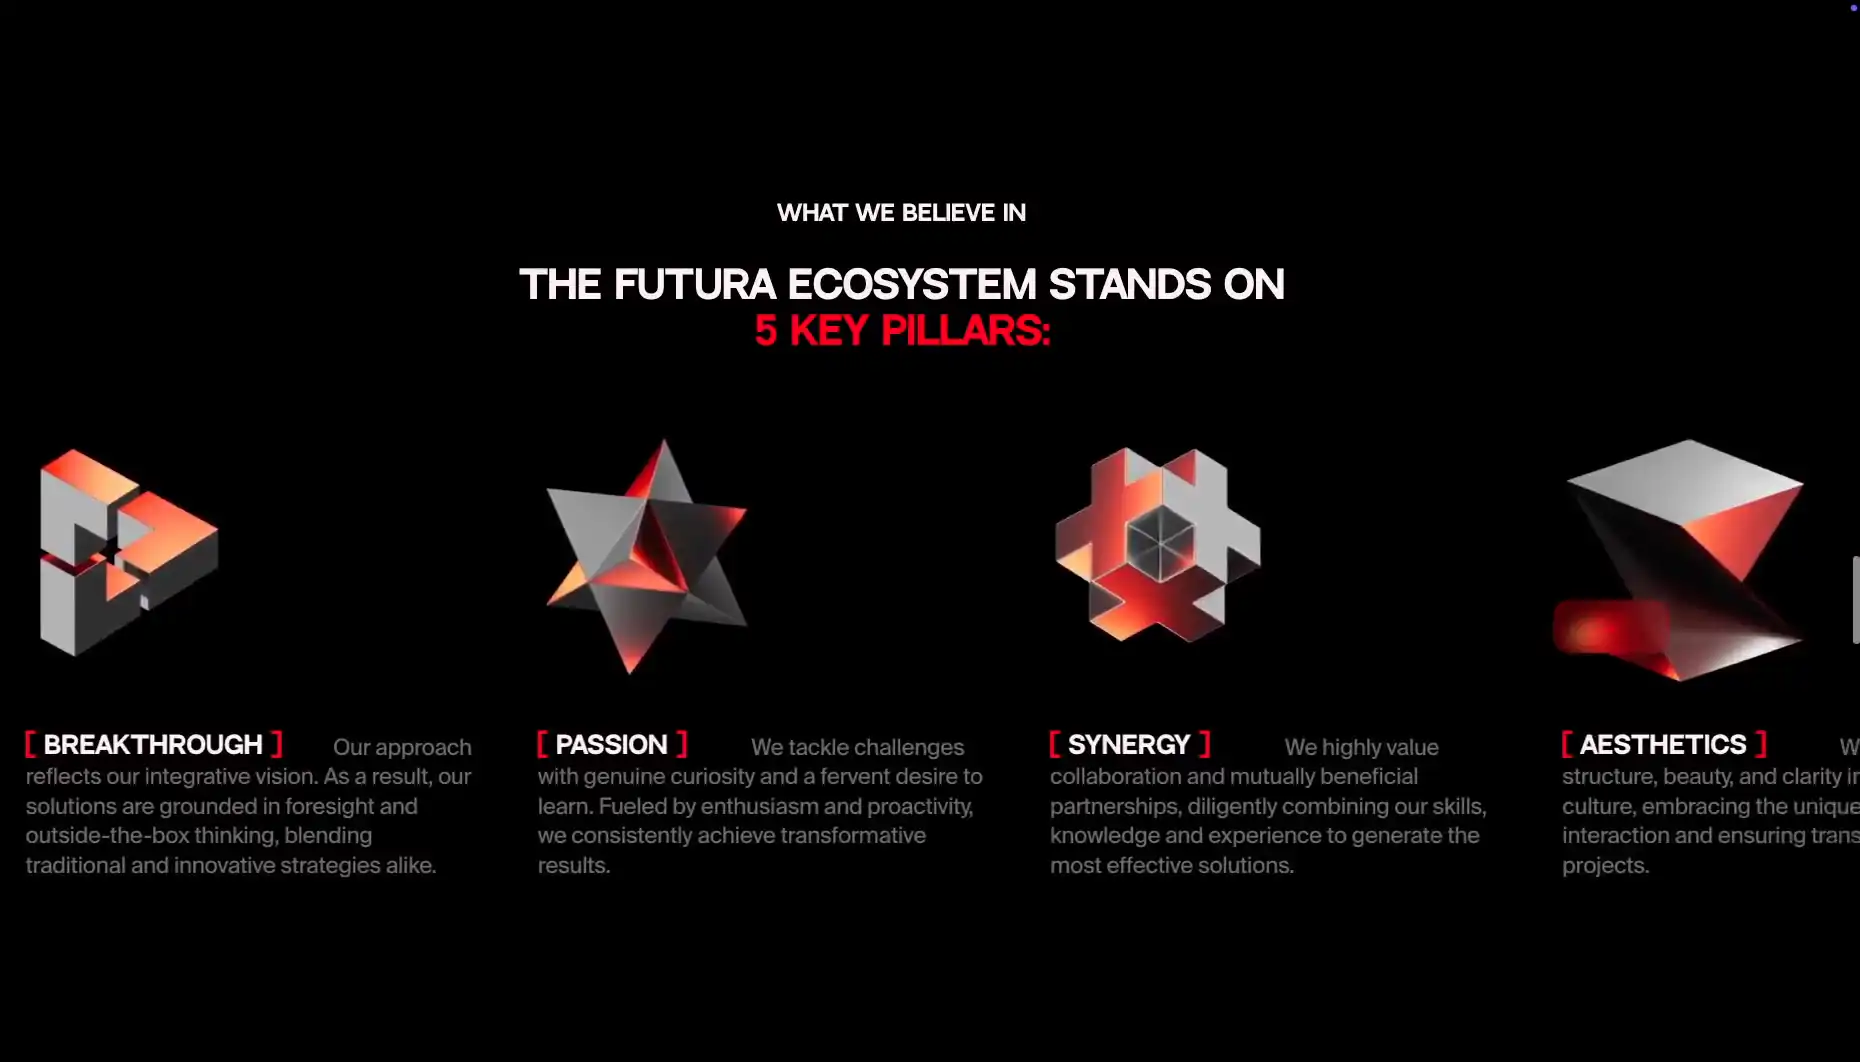 WHAT WE BELIEVE IN
THE FUTURA ECOSYSTEM STANDS ON
5 KEY PILLARS:
[ BREAKTHROUGH ] Our approach
reflects our integrative vision. As a result, our
solutions are grounded in foresight and
outside-the-box thinking, blending
traditional and innovative strategies alike.
[ PASSION ] We tackle challenges
with genuine curiosity and a fervent desire to
learn. Fueled by enthusiasm and proactivity,
we consistently achieve transformative
results.
[ SYNERGY ] We highly value
collaboration and mutually beneficial
partnerships, diligently combining our skills,
knowledge and experience to generate the
most effective solutions.
[ AESTHETICS ]
structure, beauty, and clarity
culture, embracing the unique
interaction and ensuring
projects.